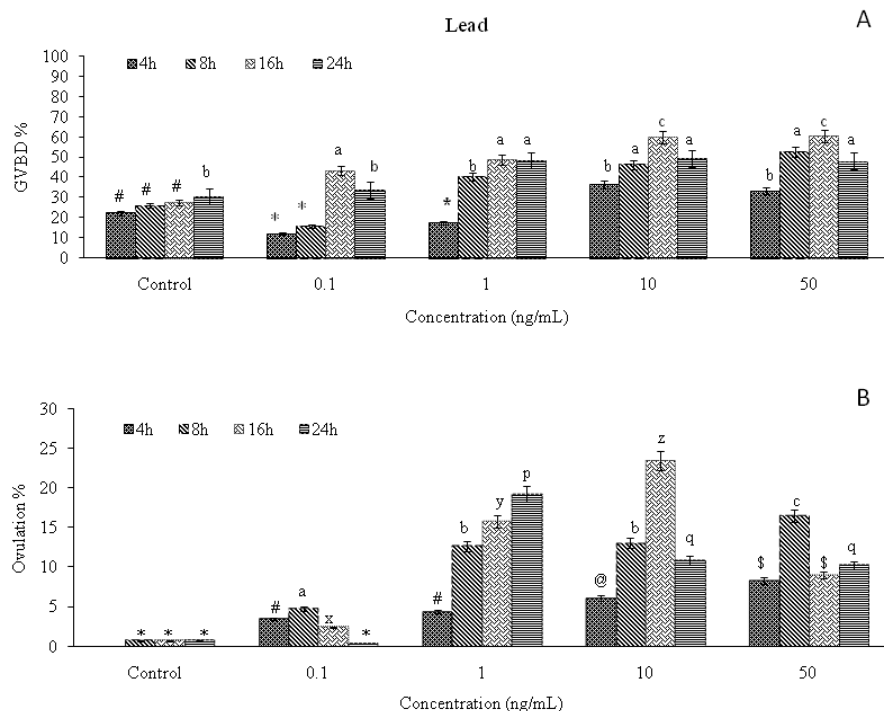 Lead
A
100
90
80
70
60
50
40
30
20
10
0
GVBD %
4h 8h 16h 24h
# # # b
* * a b
* b a a
b a c a
b a c a
Control 0.1 1 10 50
Concentration (ng/mL)
B
30
25
20
15
10
5
0
Ovulation %
4h 8h 16h 24h
* * *
# a x *
# b y p
@ b z q
$ c $ q
Control 0.1 1 10 50
Concentration (ng/mL)